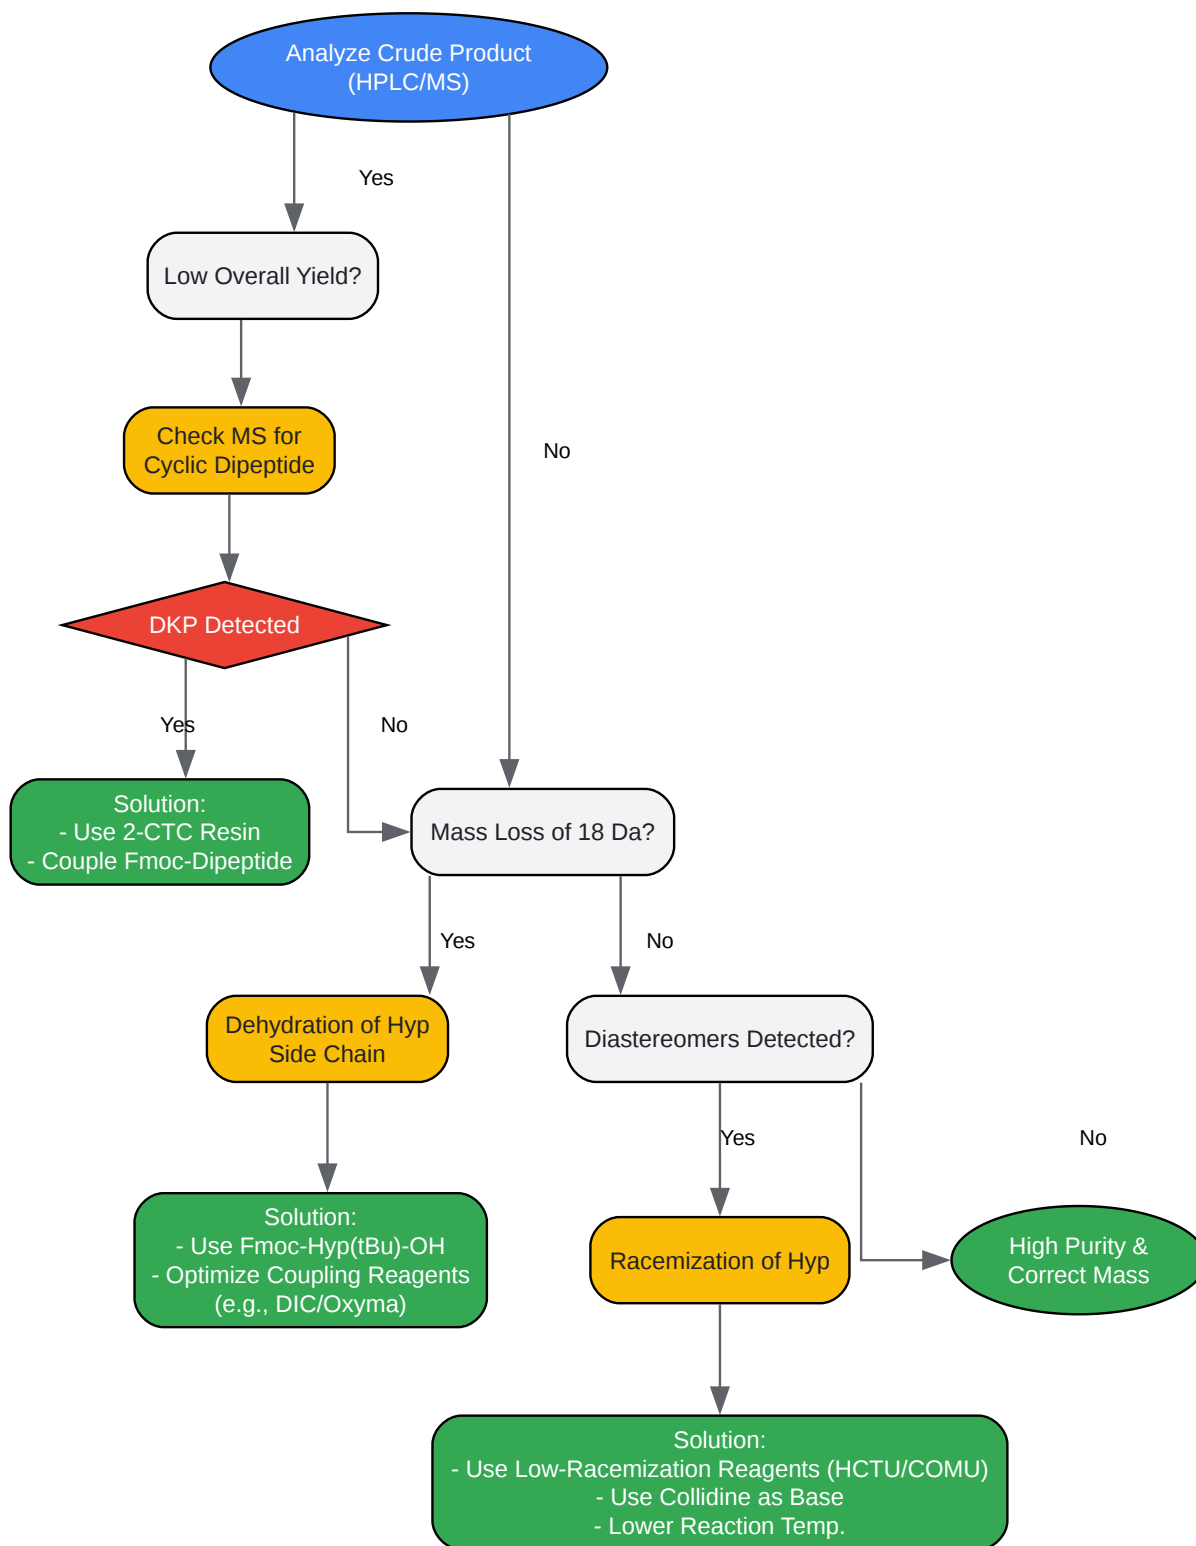 Analyze Crude Product
(HPLC/MS)
Yes
Low Overall Yield?
Check MS for
Cyclic Dipeptide
No
DKP Detected
Yes
No
Solution:
- Use 2-CTC Resin
- Couple Fmoc-Dipeptide
Mass Loss of 18 Da?
Yes
No
Dehydration of Hyp
Side Chain
Diastereomers Detected?
Yes
No
Solution:
- Use Fmoc-Hyp(tBu)-OH
- Optimize Coupling Reagents
(e.g., DIC/Oxyma)
Racemization of Hyp
High Purity &
Correct Mass
Solution:
- Use Low-Racemization Reagents (HCTU/COMU)
- Use Collidine as Base
- Lower Reaction Temp.